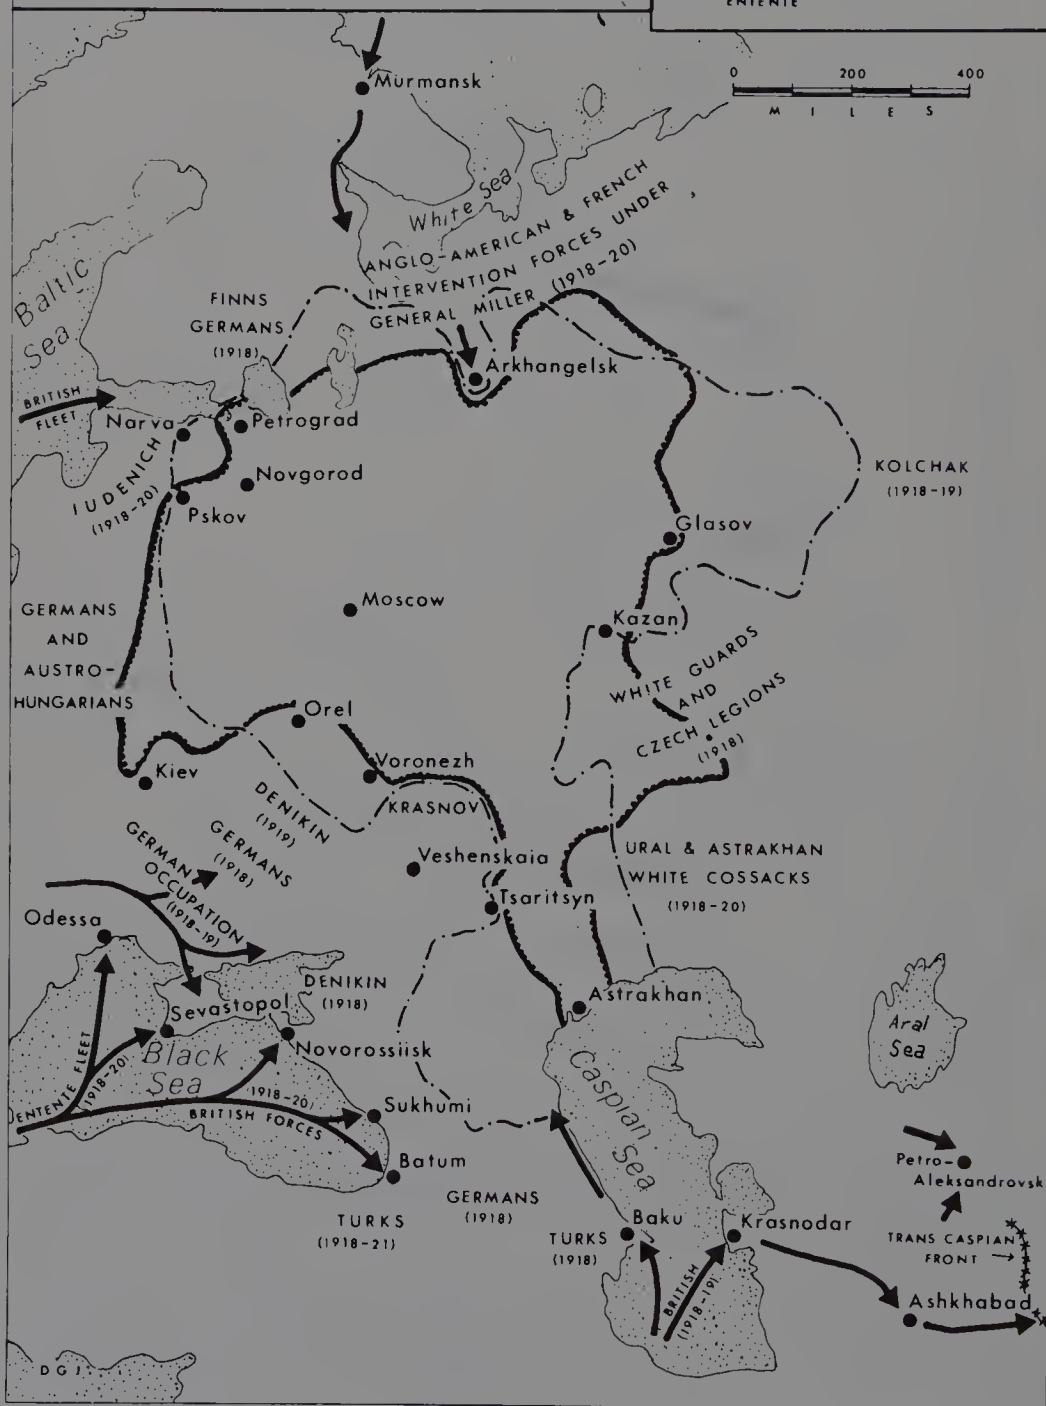 ENTENTE
0 200 400
M I L E S
Murmansk
White Sea
ANGLO-AMERICAN & FRENCH
INTERVENTION FORCES UNDER
GENERAL MILLER (1918-20)
Baltic
Sea
FINNS
GERMANS
(1918)
Arkhangelsk
BRITISH
FLEET
Narva
Petrograd
IUDENICH
(1918-20)
Novgorod
Pskov
KOLCHAK
(1918-19)
Glasov
GERMANS
AND
AUSTRO-
HUNGARIANS
Moscow
Kazan
WHITE GUARDS
AND
CZECH LEGIONS
(1918)
Orel
Kiev
Voronezh
KRASNOV
DENIKIN
(1919)
GERMANS
(1918)
GERMAN
OCCUPATION
(1918-19)
Veshenskaia
URAL & ASTRAKHAN
WHITE COSSACKS
(1918-20)
Tsaritsyn
Odessa
DENIKIN
(1918)
Sevastopol
Astrakhan
Aral
Sea
Black
Sea
Novorossiisk
ENTENTE FLEET
(1918-20)
1918-20)
BRITISH FORCES
Sukhumi
Caspian
Sea
Batum
Petro-
Aleksandrovsk
GERMANS
(1918)
TURKS
(1918-21)
Baku
TURKS
(1918)
Krasnodar
BRITISH
(1918-19)
TRANS CASPIAN
FRONT
Ashkhabad
DGJ